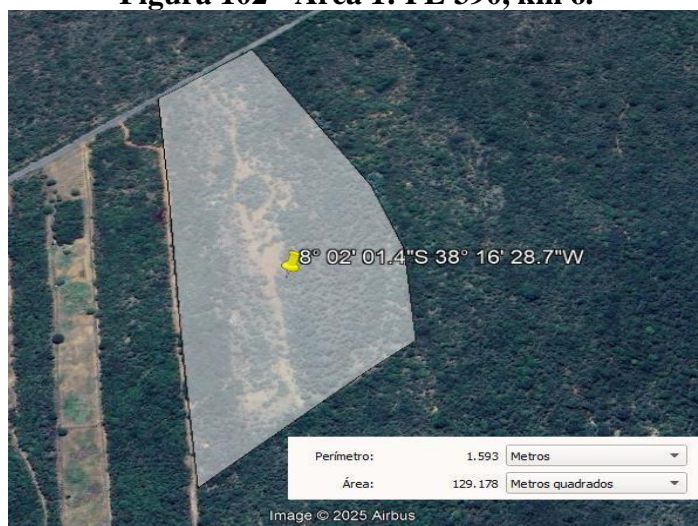 8° 02' 01.4"S 38° 16' 28.7"W
Perímetro: 1.593 Metros
Área: 129.178 Metros quadrados
Image © 2025 Airbus